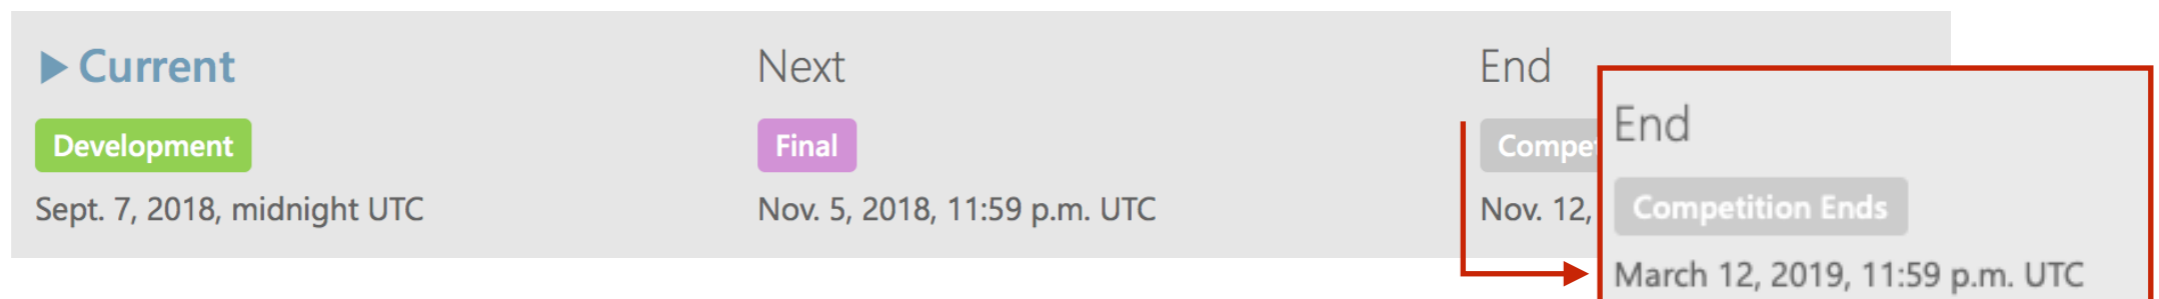 Current
Development
Sept. 7, 2018, midnight UTC
Next
Final
Nov. 5, 2018, 11:59 p.m. UTC
End
Nov. 12,
End
Competition Ends
March 12, 2019, 11:59 p.m. UTC